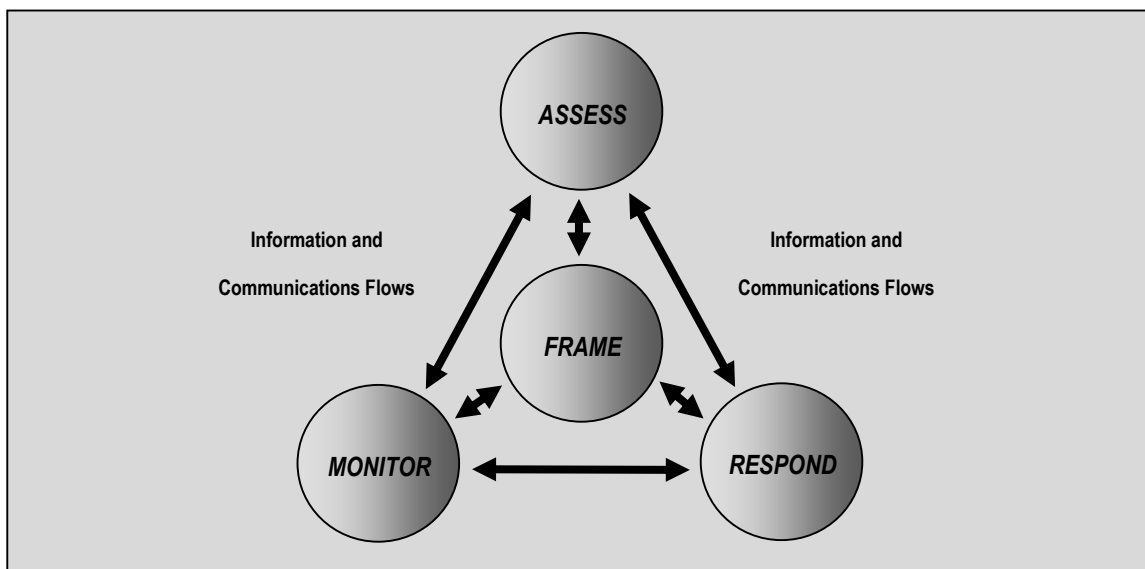 ASSESS
Information and
Communications Flows
Information and
Communications Flows
FRAME
MONITOR
RESPOND